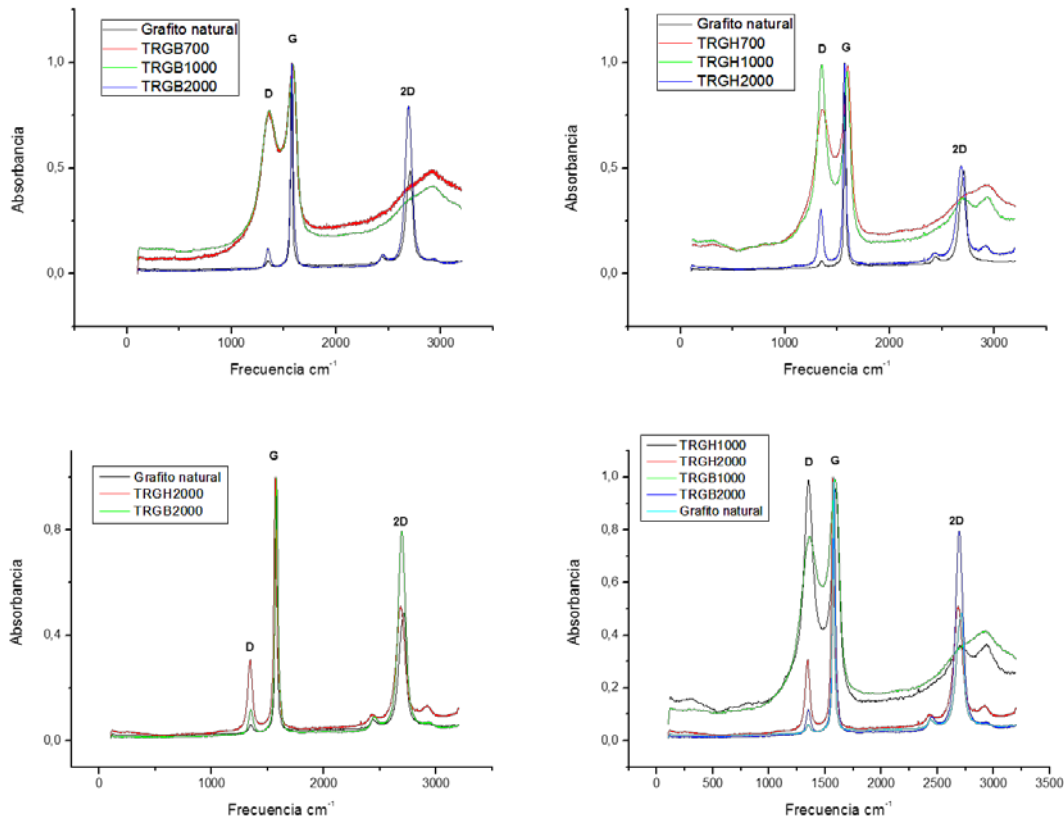 Grafito natural
TRGB700
TRGB1000
TRGB2000
G
D
2D
1,0
0,5
0,0
Absorbancia
0 1000 2000 3000
Frecuencia cm-1
Grafito natural
TRGH700
TRGH1000
TRGH2000
D G
2D
1,0
0,5
0,0
Absorbancia
0 1000 2000 3000
Frecuencia cm-1
G
Grafito natural
TRGH2000
TRGB2000
2D
D
0,8
0,4
0,0
Absorbancia
0 1000 2000 3000
Frecuencia cm-1
TRGH1000
TRGH2000
TRGB1000
TRGB2000
Grafito natural
D G
2D
1,0
0,8
0,6
0,4
0,2
0,0
Absorbancia
0 500 1000 1500 2000 2500 3000 3500
Frecuencia cm-1